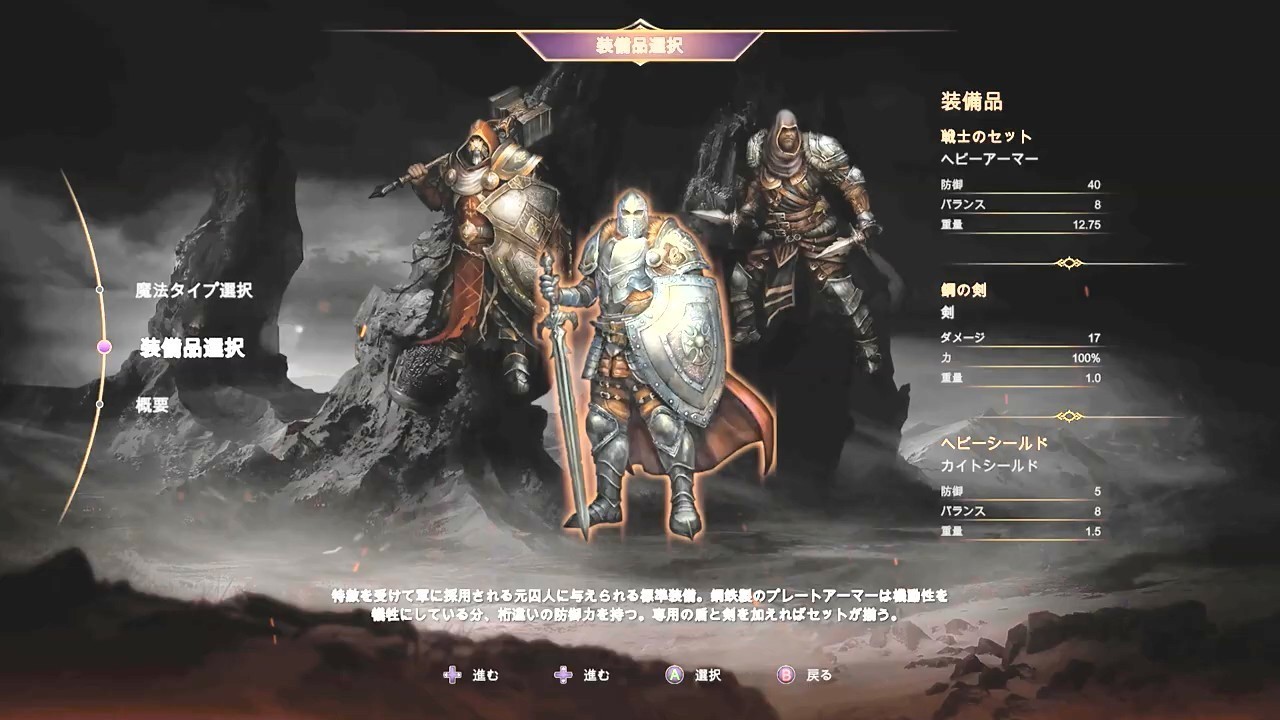 装備品選択
魔法タイプ選択
装備品選択
概要
装備品
戦士のセット
ヘビーアーマー
防御 40
バランス 8
重量 12.75
鋼の剣
剣
ダメージ 17
力 100%
重量 1.0
ヘビーシールド
カイトシールド
防御 5
バランス 8
重量 1.5
特赦を受けて軍に採用される元囚人に与えられる標準装備。鋼鉄製のプレートアーマーは機動性を
犠牲にしている分、桁違いの防御力を持つ。専用の盾と剣を加えればセットが揃う。
進む 進む A 選択 B 戻る